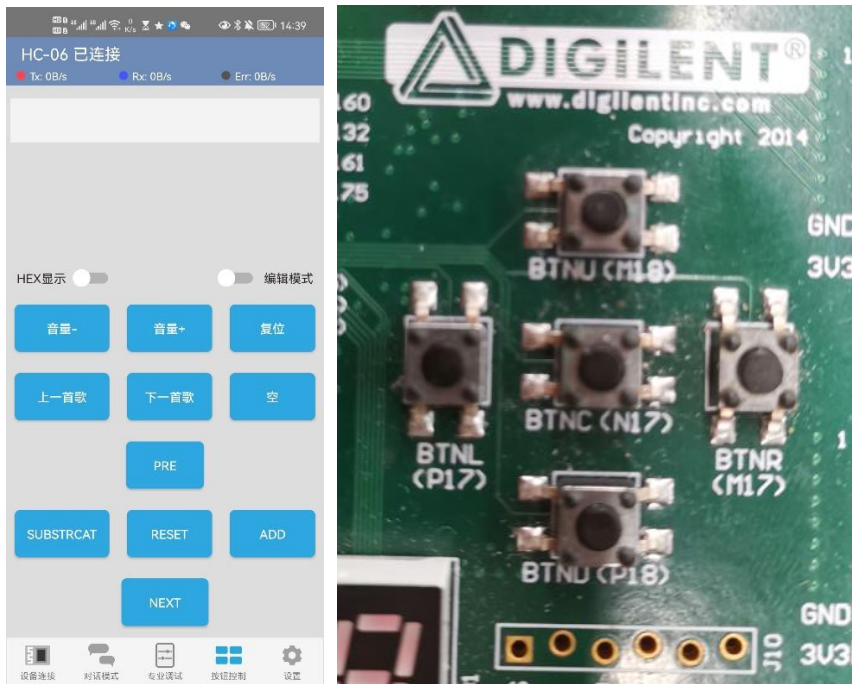 14:39
HC-06 已连接
Tx: 0B/s
Rx: 0B/s
Err: 0B/s
HEX显示
编辑模式
音量-
音量+
复位
上一首歌
下一首歌
空
PRE
SUBSTRCAT
RESET
ADD
NEXT
设备连接
对话模式
专业调试
按钮控制
设置
DIGILENT®
www.digilentinc.com
Copyright 2014
160
132
161
175
GND
3V3
BTNU (M18)
BTNC (N17)
BTNL
(P17)
BTNR
(M17)
BTND (P18)
J10
GND
3V3